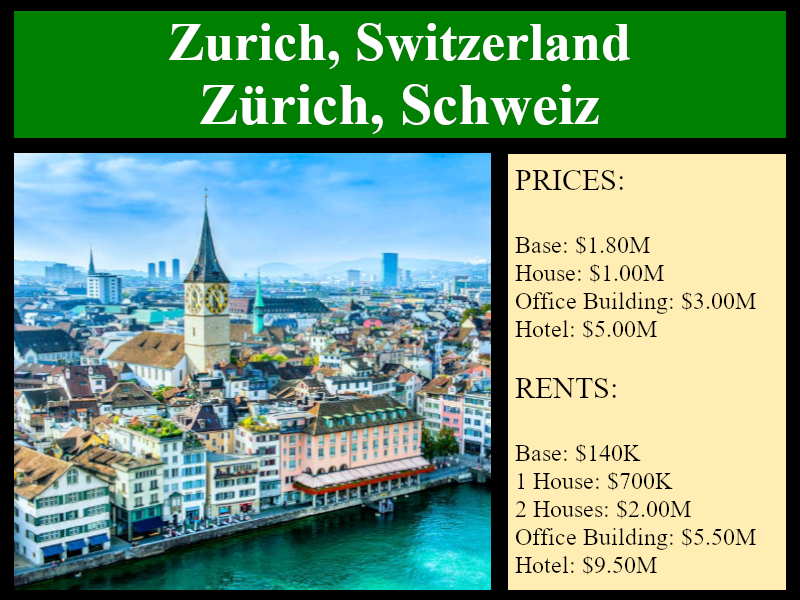 Zurich, Switzerland
Zürich, Schweiz
PRICES:
Base: $1.80M
House: $1.00M
Office Building: $3.00M
Hotel: $5.00M
RENTS:
Base: $140K
1 House: $700K
2 Houses: $2.00M
Office Building: $5.50M
Hotel: $9.50M